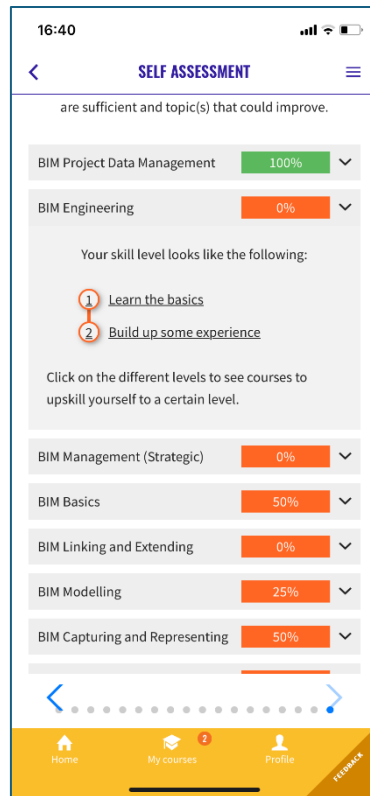 16:40
SELF ASSESSMENT
are sufficient and topic(s) that could improve.
BIM Project Data Management 100%
BIM Engineering 0%
Your skill level looks like the following:
1 Learn the basics
2 Build up some experience
Click on the different levels to see courses to
upskill yourself to a certain level.
BIM Management (Strategic) 0%
BIM Basics 50%
BIM Linking and Extending 0%
BIM Modelling 25%
BIM Capturing and Representing 50%
2
Home My courses Profile
FEEDBACK